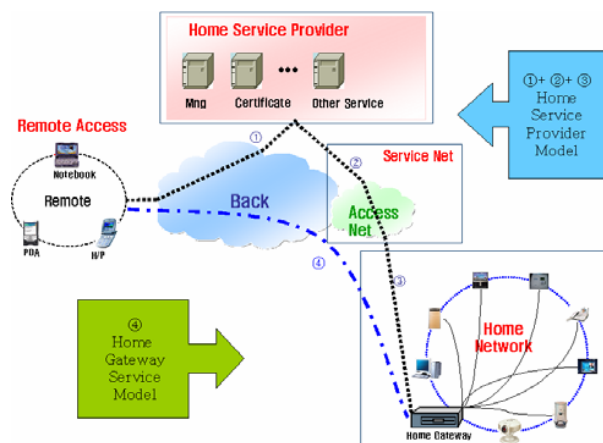 Home Service Provider
Mng
Certificate
Other Service
①+ ②+ ③
Home
Service
Provider
Model
Remote Access
Notebook
Remote
PDA
H/P
①
Back
②
Service Net
Access
Net
④
③
④
Home
Gateway
Service
Model
Home
Network
Home Gateway